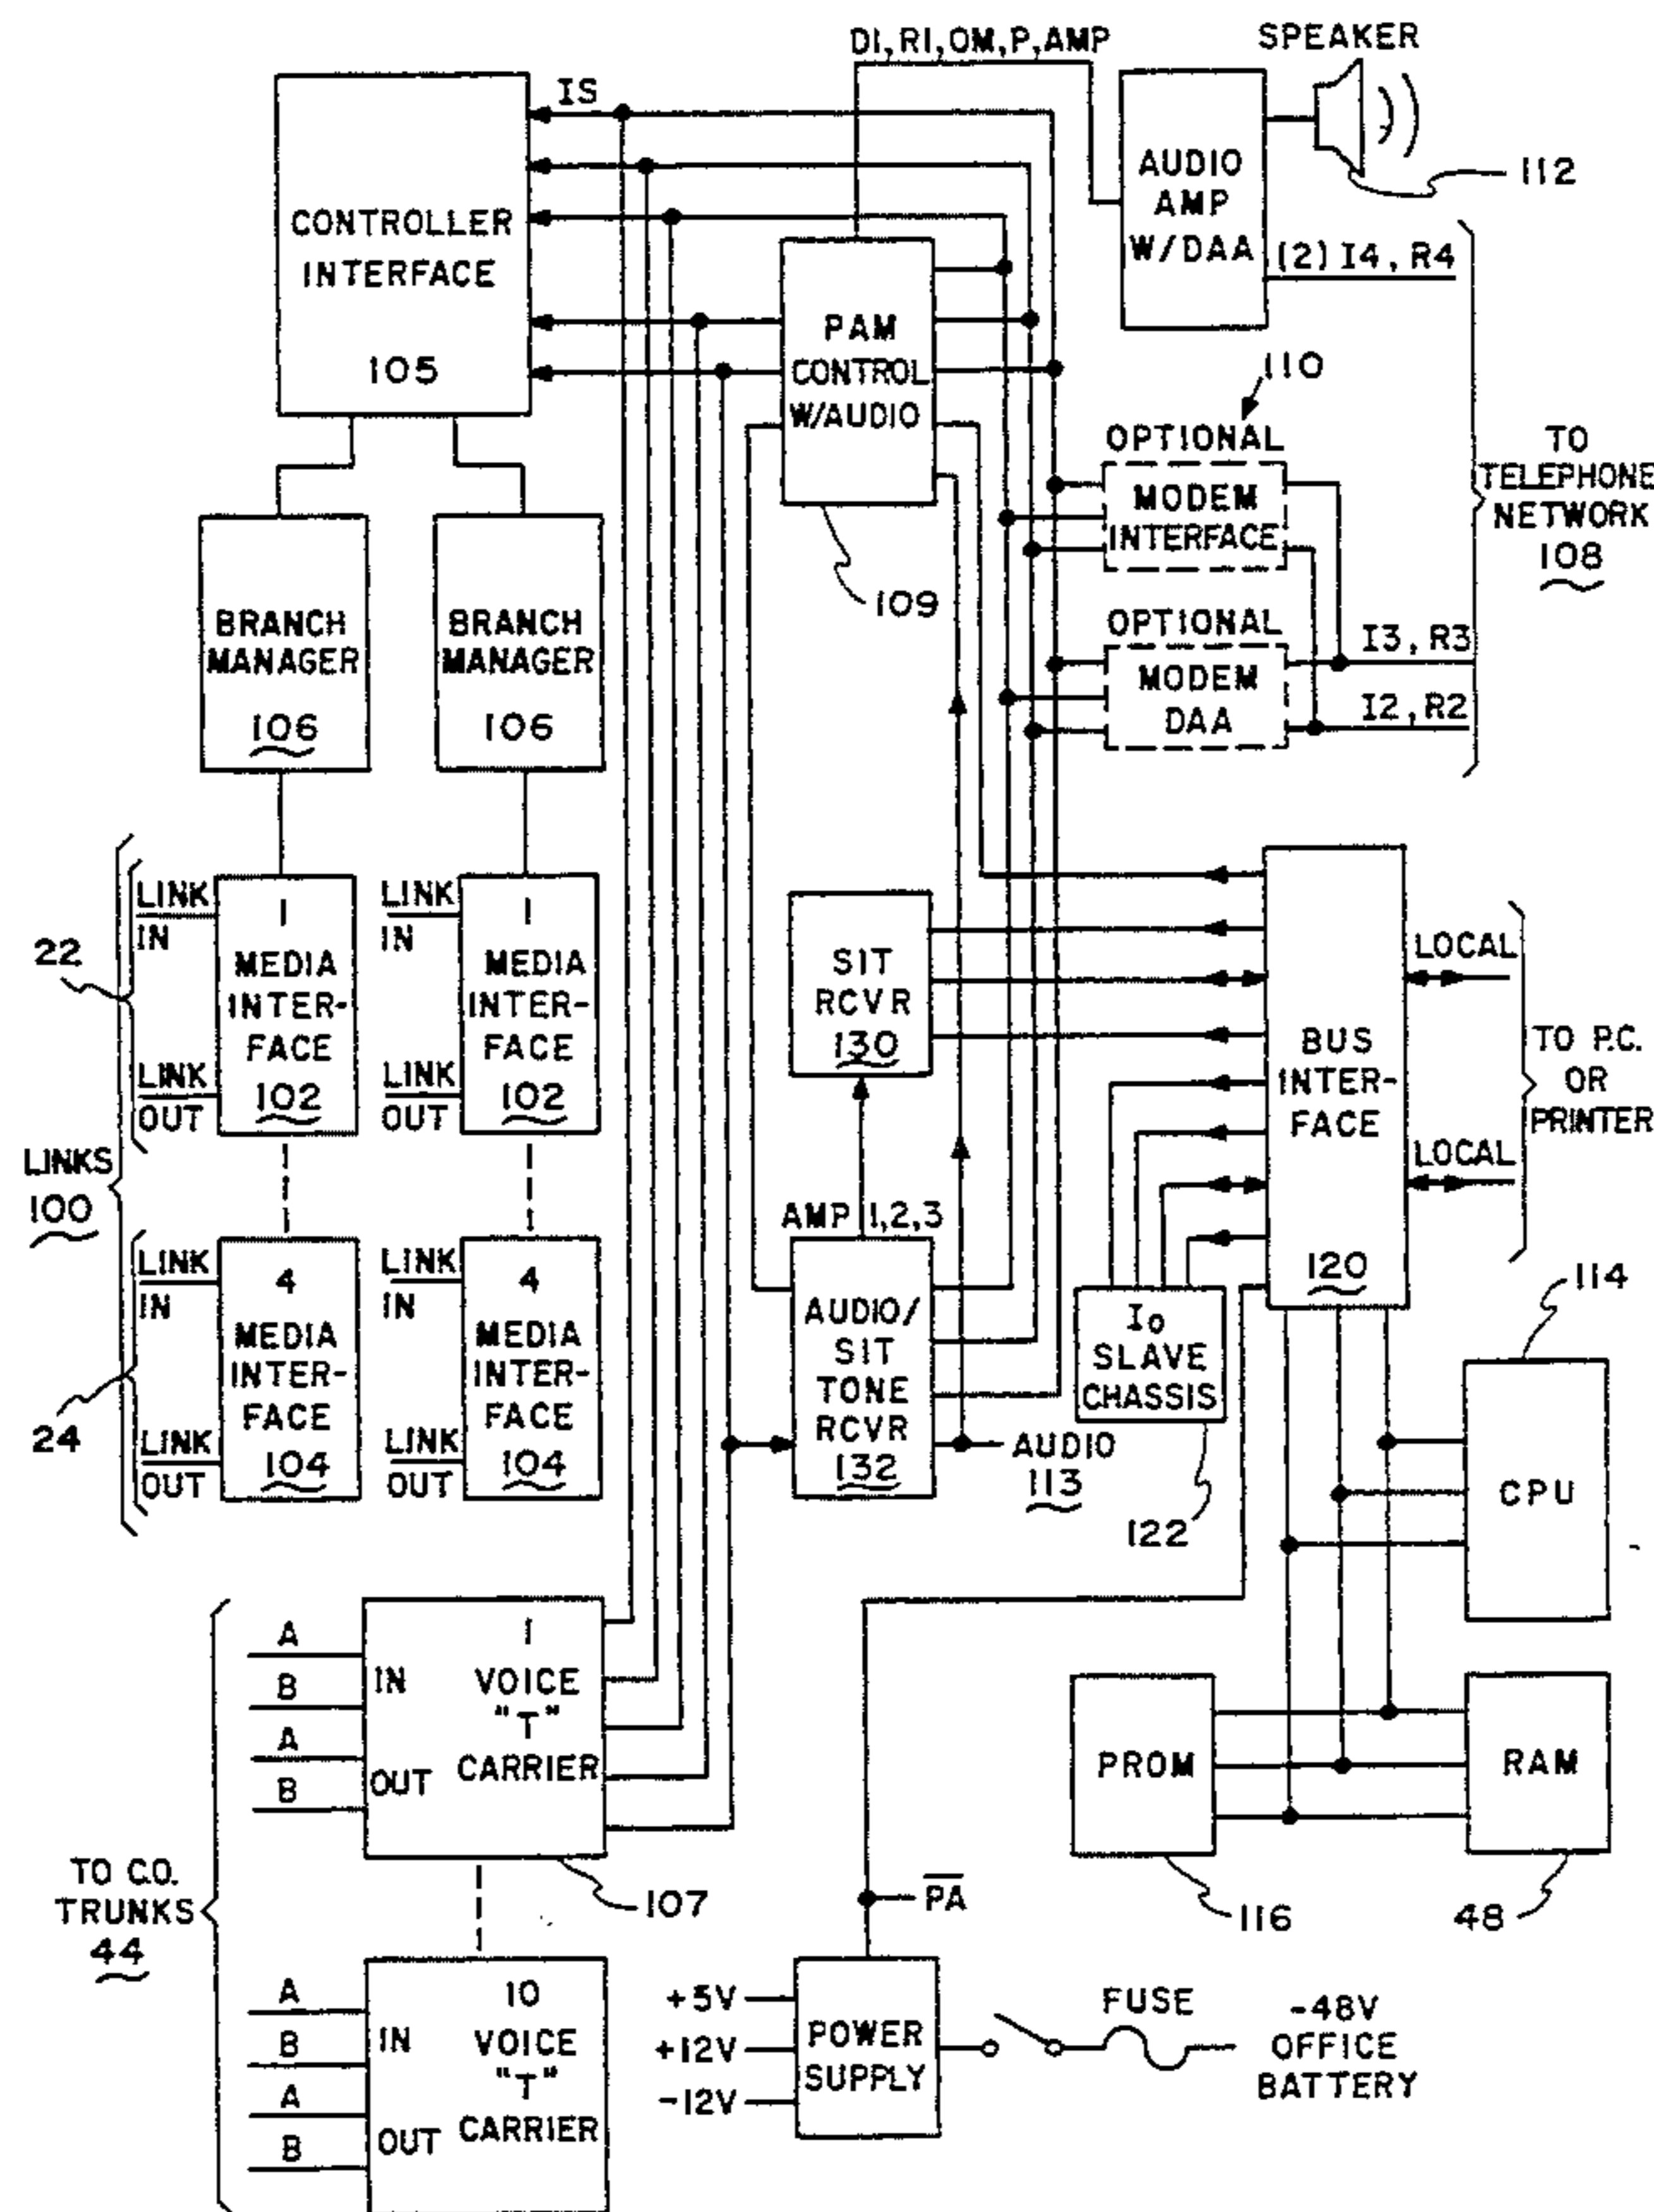 DI, RI, OM, P, AMP
SPEAKER
IS
CONTROLLER
INTERFACE
105
AUDIO
AMP
W/DAA
112
(2) I4, R4
PAM
CONTROL
W/AUDIO
109
110
OPTIONAL
MODEM
INTERFACE
OPTIONAL
MODEM
DAA
I3, R3
I2, R2
TO
TELEPHONE
NETWORK
108
BRANCH
MANAGER
106
BRANCH
MANAGER
106
LINKS
100
22
LINK
IN
LINK
OUT
1
MEDIA
INTER-
FACE
102
LINK
IN
LINK
OUT
1
MEDIA
INTER-
FACE
102
24
LINK
IN
LINK
OUT
4
MEDIA
INTER-
FACE
104
LINK
IN
LINK
OUT
4
MEDIA
INTER-
FACE
104
SIT
RCVR
130
AMP 1,2,3
AUDIO/
SIT
TONE
RCVR
132
AUDIO
113
BUS
INTER-
FACE
120
LOCAL
LOCAL
TO P.C.
OR
PRINTER
Io
SLAVE
CHASSIS
122
114
CPU
PROM
116
RAM
48
TO C.O.
TRUNKS
44
A
B
A
B
IN
OUT
1
VOICE
"T"
CARRIER
107
A
B
A
B
IN
OUT
10
VOICE
"T"
CARRIER
PA
+5V
+12V
-12V
POWER
SUPPLY
FUSE
-48V
OFFICE
BATTERY